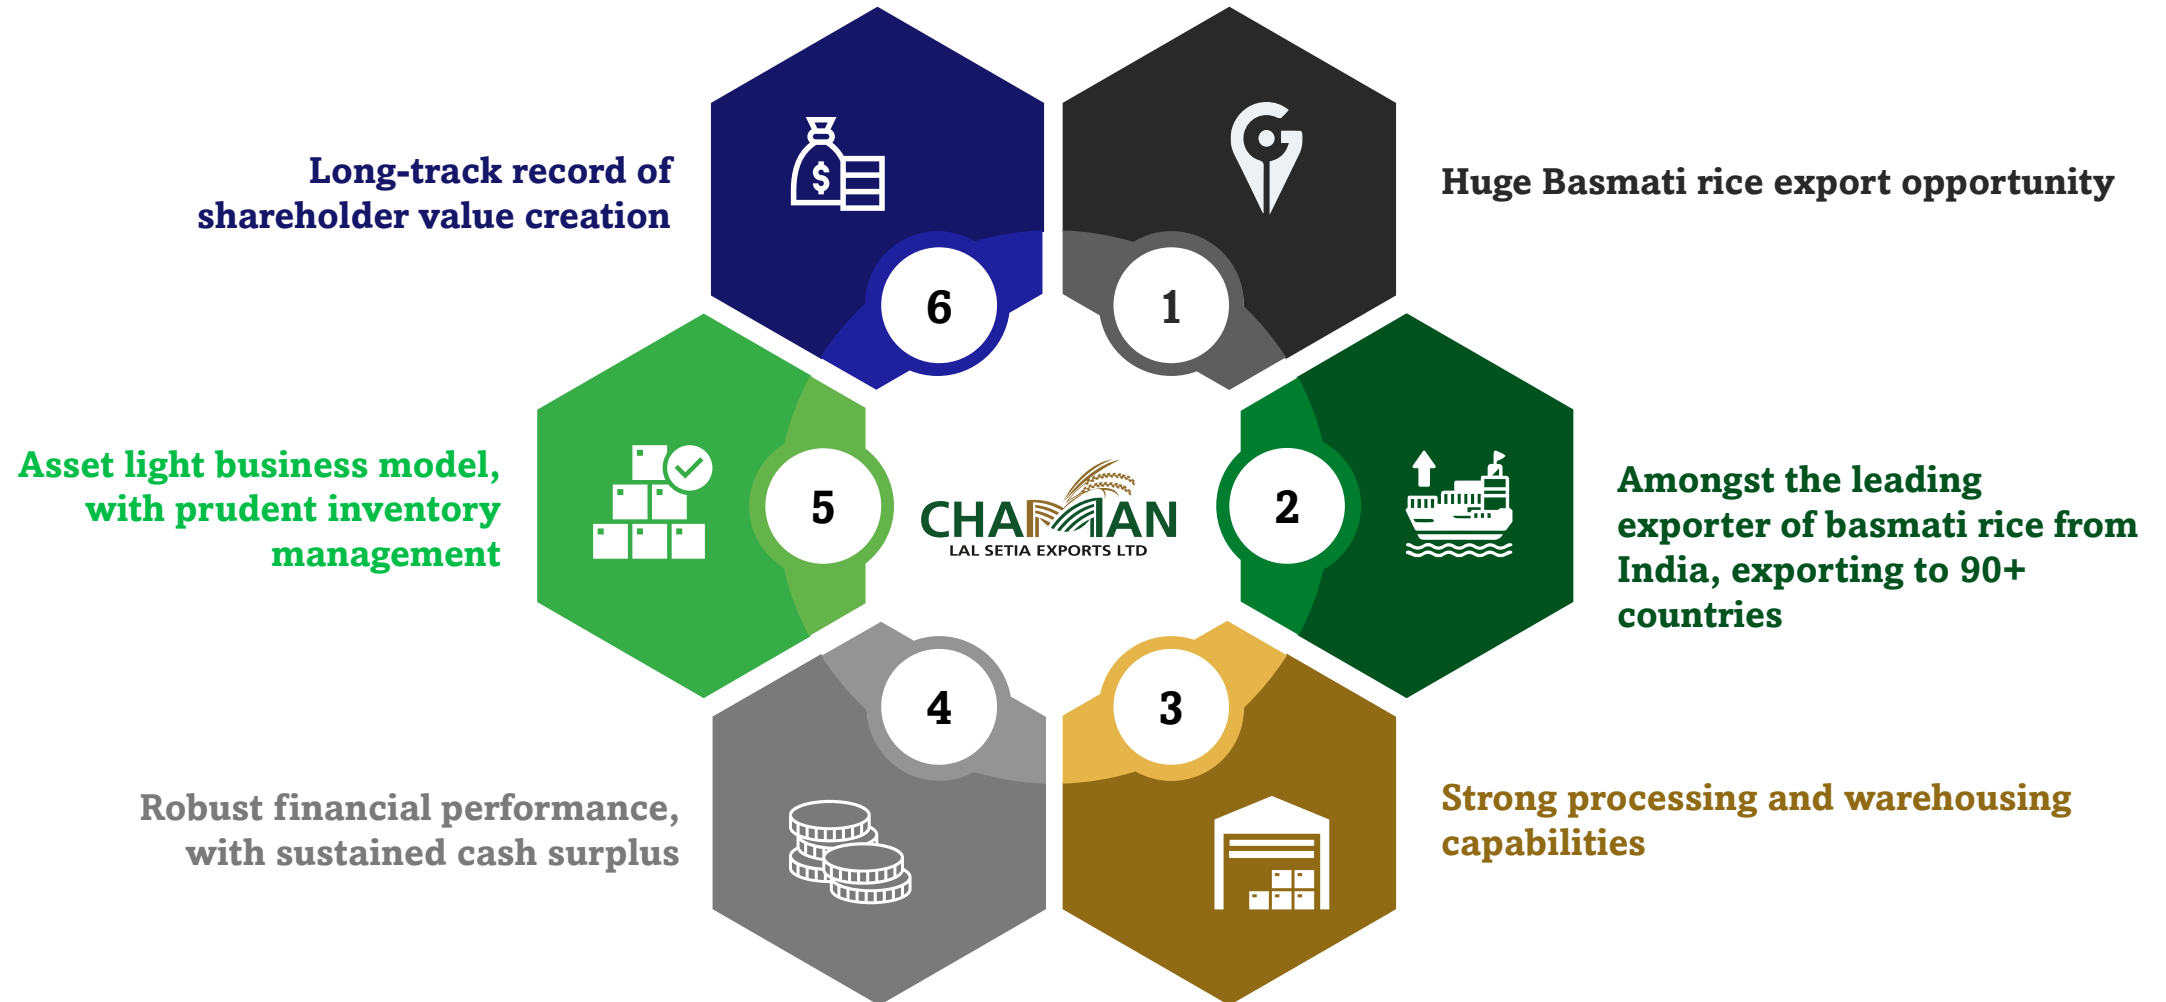 1
Huge Basmati rice export opportunity
2
Amongst the leading
exporter of basmati rice from
India, exporting to 90+
countries
3
Strong processing and warehousing
capabilities
4
Robust financial performance,
with sustained cash surplus
5
Asset light business model,
with prudent inventory
management
6
Long-track record of
shareholder value creation
$
CHAMAN
LAL SETIA EXPORTS LTD